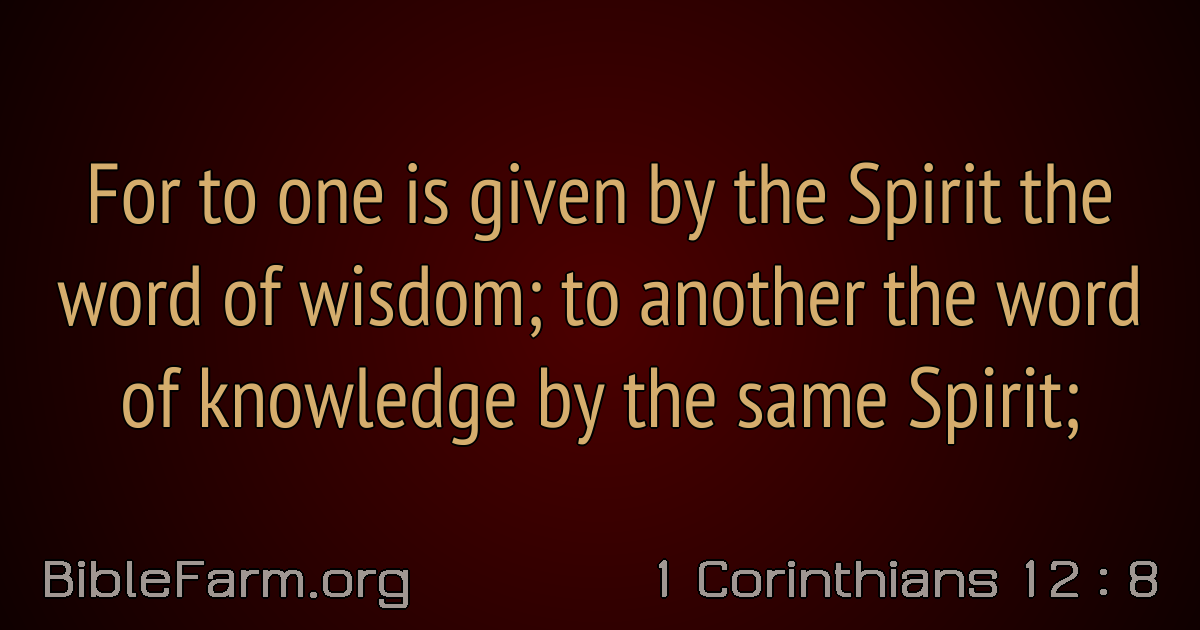 For to one is given by the Spirit the
word of wisdom; to another the word
of knowledge by the same Spirit;
BibleFarm.org
1 Corinthians 12 : 8